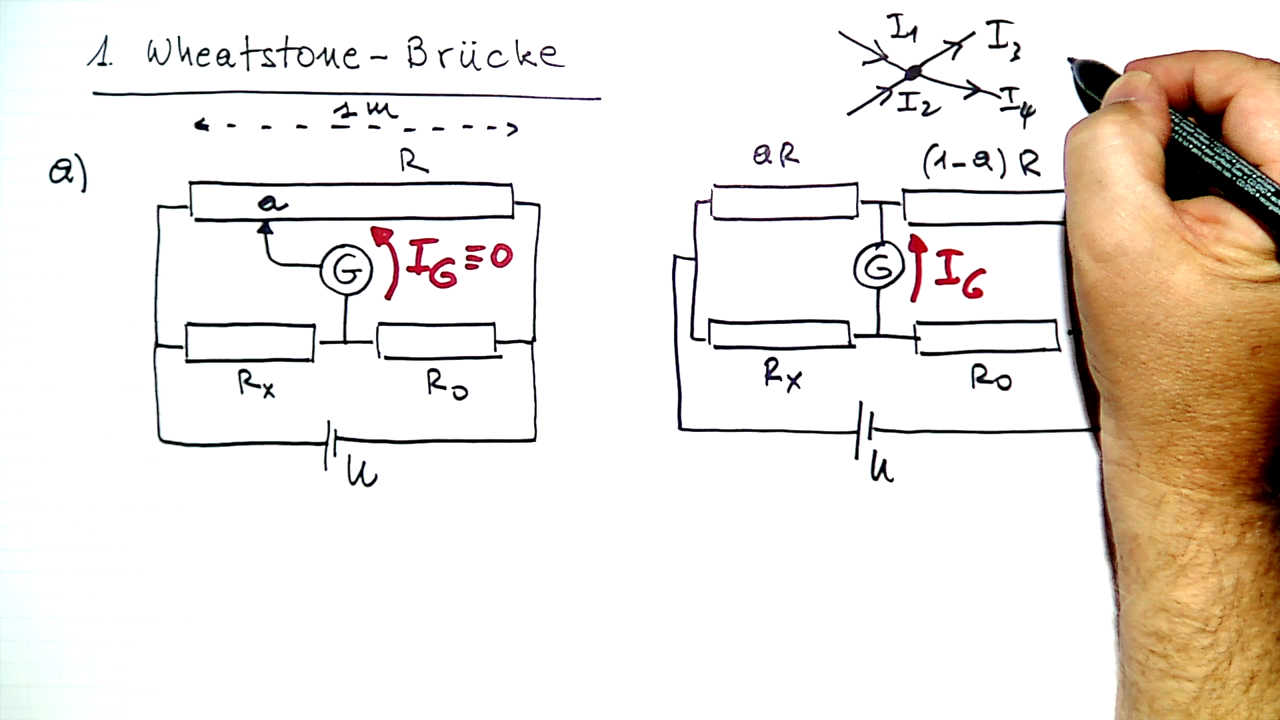 1. Wheatstone-Brücke
1 m
a)
R
a
G
I_G ≡ 0
R_x
R_0
U
I_1
I_2
I_3
I_4
aR
(1-a) R
G
I_G
R_x
R_0
U